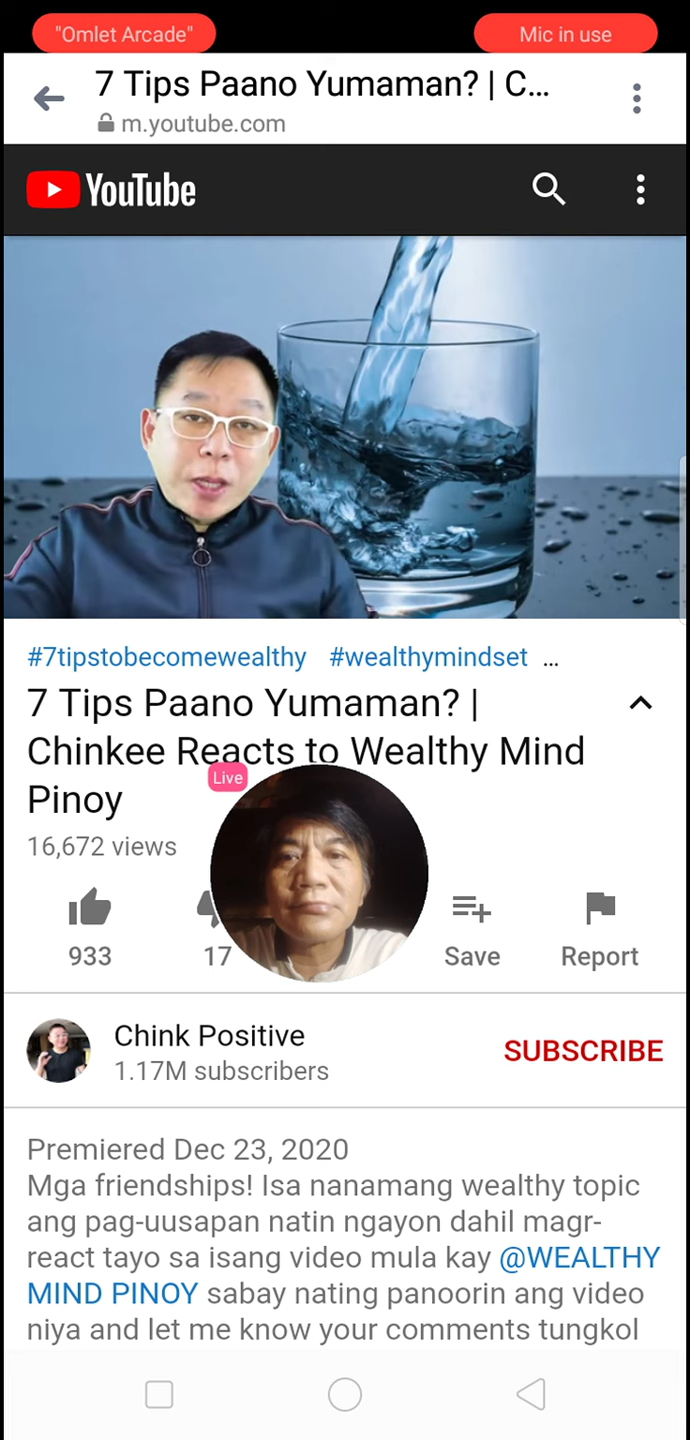 "Omlet Arcade"
Mic in use
7 Tips Paano Yumaman? | C...
m.youtube.com
YouTube
#7tipstobecomewealthy #wealthymindset ...
7 Tips Paano Yumaman? |
Chinkee Reacts to Wealthy Mind
Pinoy
Live
16,672 views
933
17
Save
Report
Chink Positive
1.17M subscribers
SUBSCRIBE
Premiered Dec 23, 2020
Mga friendships! Isa nanamang wealthy topic
ang pag-uusapan natin ngayon dahil magr-
react tayo sa isang video mula kay @WEALTHY
MIND PINOY sabay nating panoorin ang video
niya and let me know your comments tungkol